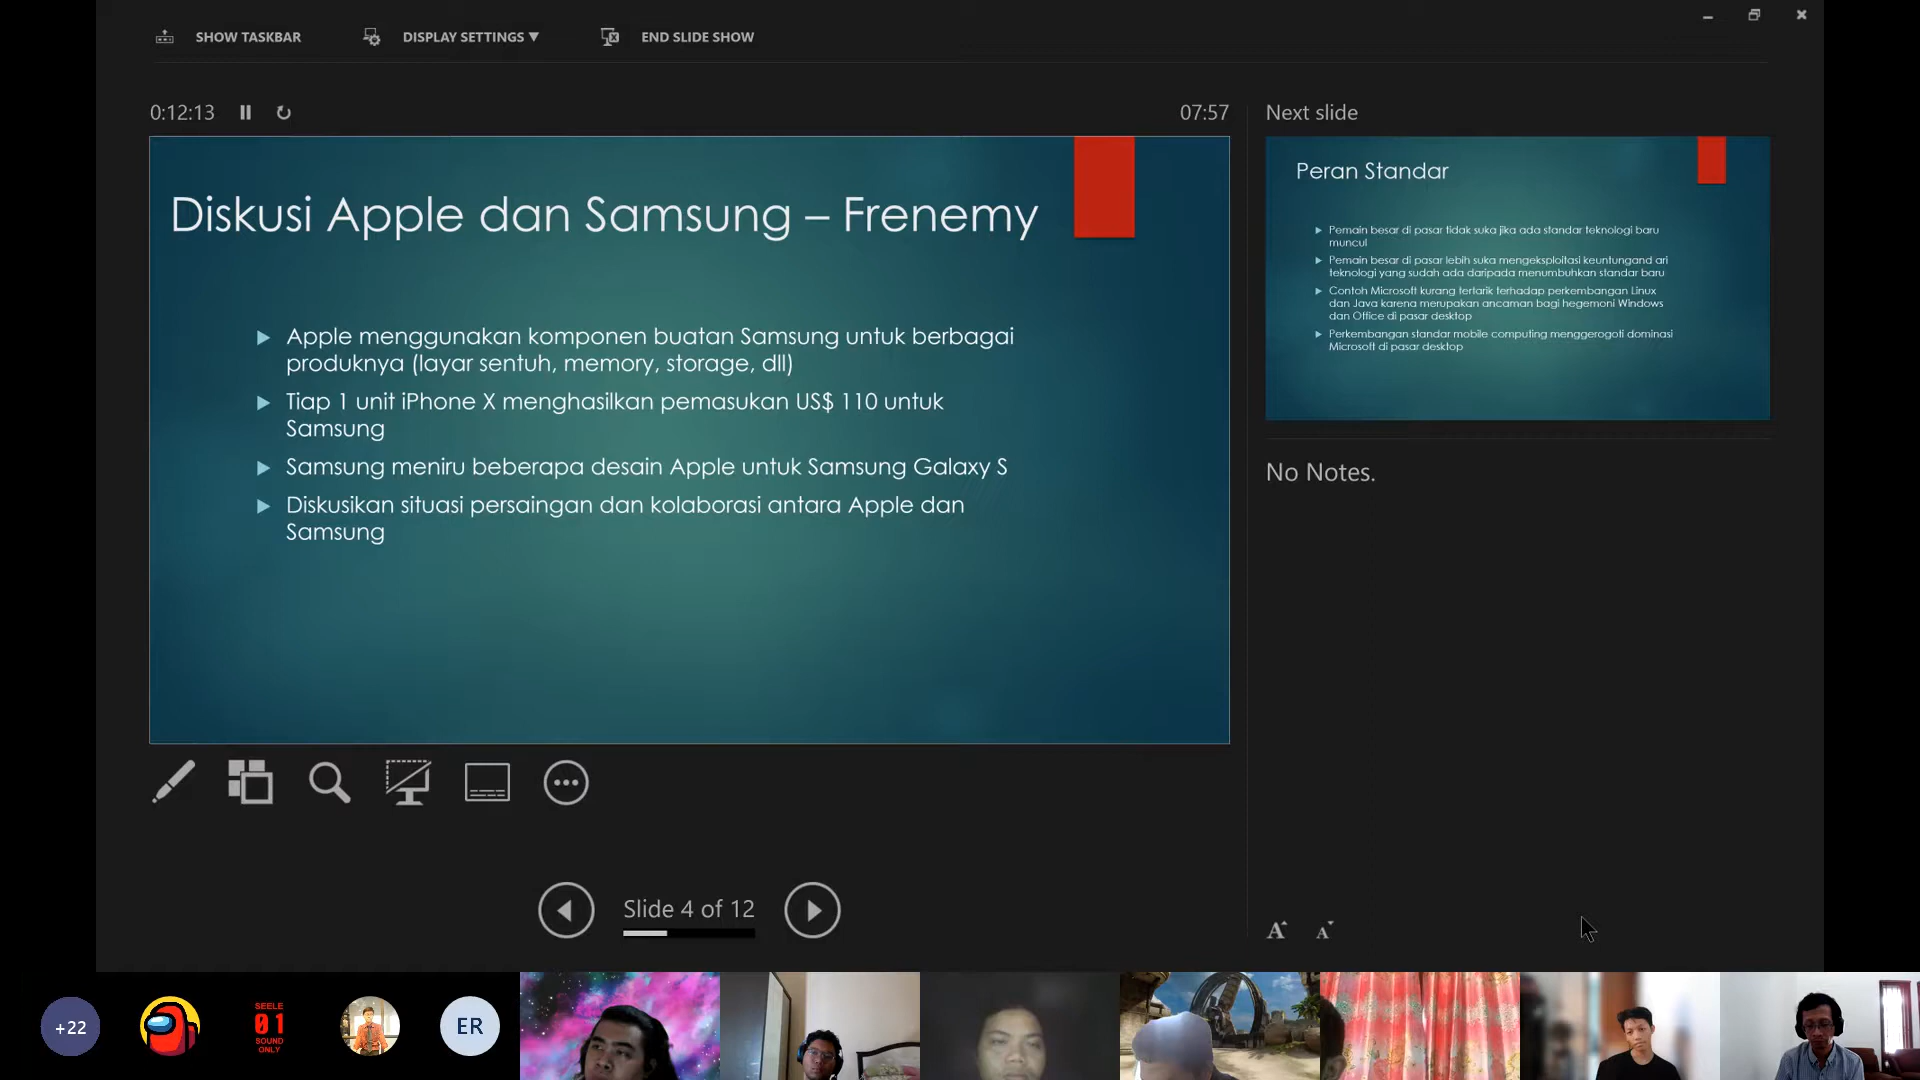 SHOW TASKBAR
DISPLAY SETTINGS ▼
END SLIDE SHOW
0:12:13
07:57
Diskusi Apple dan Samsung – Frenemy
Apple menggunakan komponen buatan Samsung untuk berbagai
produknya (layar sentuh, memory, storage, dll)
Tiap 1 unit iPhone X menghasilkan pemasukan US$ 110 untuk
Samsung
Samsung meniru beberapa desain Apple untuk Samsung Galaxy S
Diskusikan situasi persaingan dan kolaborasi antara Apple dan
Samsung
Slide 4 of 12
Next slide
Peran Standar
Pemain besar di pasar tidak suka jika ada standar teknologi baru
muncul
Pemain besar di pasar lebih suka mengeksploitasi keuntungand ari
teknologi yang sudah ada daripada menumbuhkan standar baru
Contoh Microsoft kurang tertarik terhadap perkembangan Linux
dan Java karena merupakan ancaman bagi hegemoni Windows
dan Office di pasar desktop
Perkembangan standar mobile computing menggerogoti dominasi
Microsoft di pasar desktop
No Notes.
A A
+22
SEELE
01
SOUND
ONLY
ER